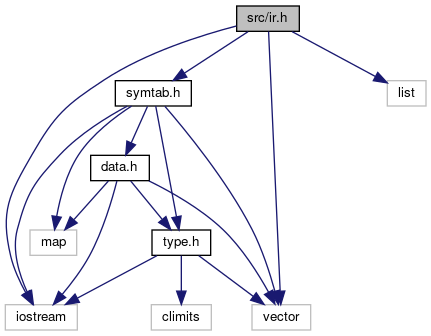 src/ir.h
symtab.h
list
data.h
map
type.h
iostream
climits
vector